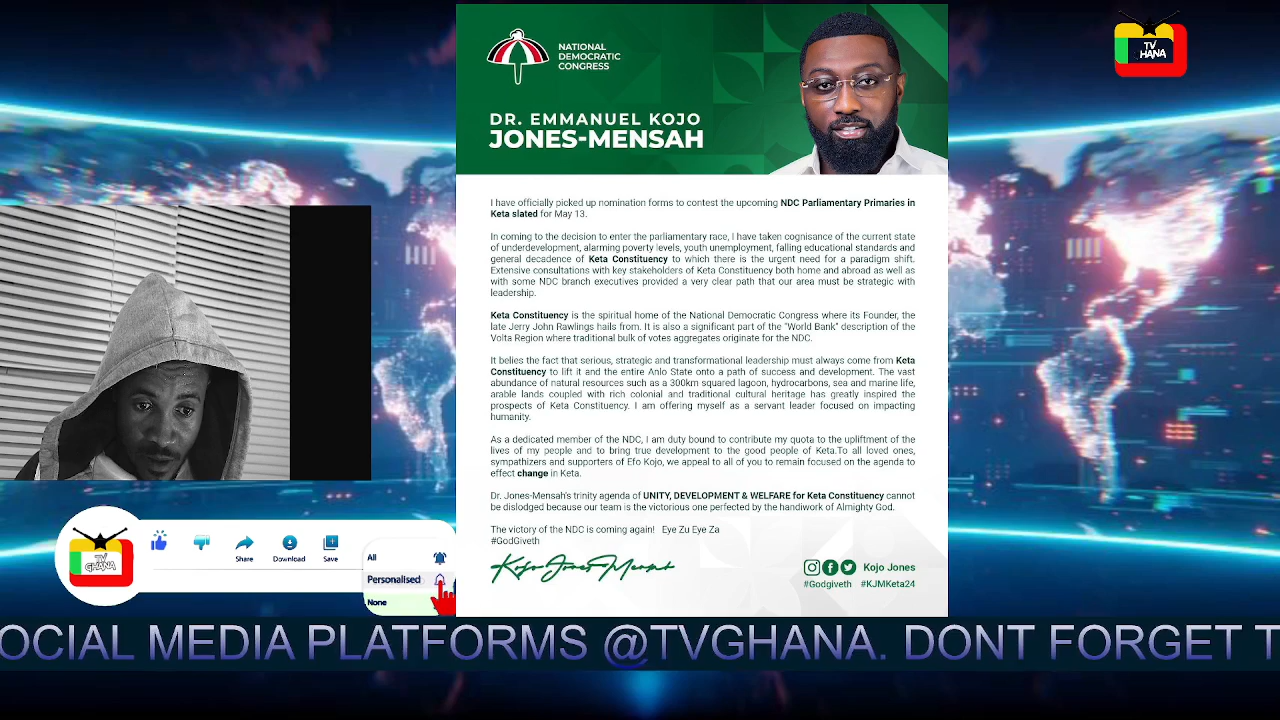 TV
HANA
NATIONAL
DEMOCRATIC
CONGRESS
DR. EMMANUEL KOJO
JONES-MENSAH
I have officially picked up nomination forms to contest the upcoming NDC Parliamentary Primaries in
Keta slated for May 13.
In coming to the decision to enter the parliamentary race, I have taken cognisance of the current state
of underdevelopment, alarming poverty levels, youth unemployment, falling educational standards and
general decadence of Keta Constituency to which there is the urgent need for a paradigm shift.
Extensive consultations with key stakeholders of Keta Constituency both home and abroad as well as
with some NDC branch executives provided a very clear path that our area must be strategic with
leadership.
Keta Constituency is the spiritual home of the National Democratic Congress where its Founder, the
late Jerry John Rawlings hails from. It is also a significant part of the "World Bank" description of the
Volta Region where traditional bulk of votes aggregates originate for the NDC.
It belies the fact that serious, strategic and transformational leadership must always come from Keta
Constituency to lift it and the entire Anlo State onto a path of success and development. The vast
abundance of natural resources such as a 300km squared lagoon, hydrocarbons, sea and marine life,
arable lands coupled with rich colonial and traditional cultural heritage has greatly inspired the
prospects of Keta Constituency. I am offering myself as a servant leader focused on impacting
humanity.
As a dedicated member of the NDC, I am duty bound to contribute my quota to the upliftment of the
lives of my people and to bring true development to the good people of Keta.To all loved ones,
sympathizers and supporters of Efo Kojo, we appeal to all of you to remain focused on the agenda to
effect change in Keta.
Dr. Jones-Mensah's trinity agenda of UNITY, DEVELOPMENT & WELFARE for Keta Constituency cannot
be dislodged because our team is the victorious one perfected by the handiwork of Almighty God.
The victory of the NDC is coming again! Eye Zu Eye Za
#GodGiveth
Kojo Jones Mensah
Kojo Jones
#Godgiveth #KJMKeta24
TV
GHANA
Share Download Save
All
Personalised
None
OCIAL MEDIA PLATFORMS @TVGHANA. DONT FORGET T